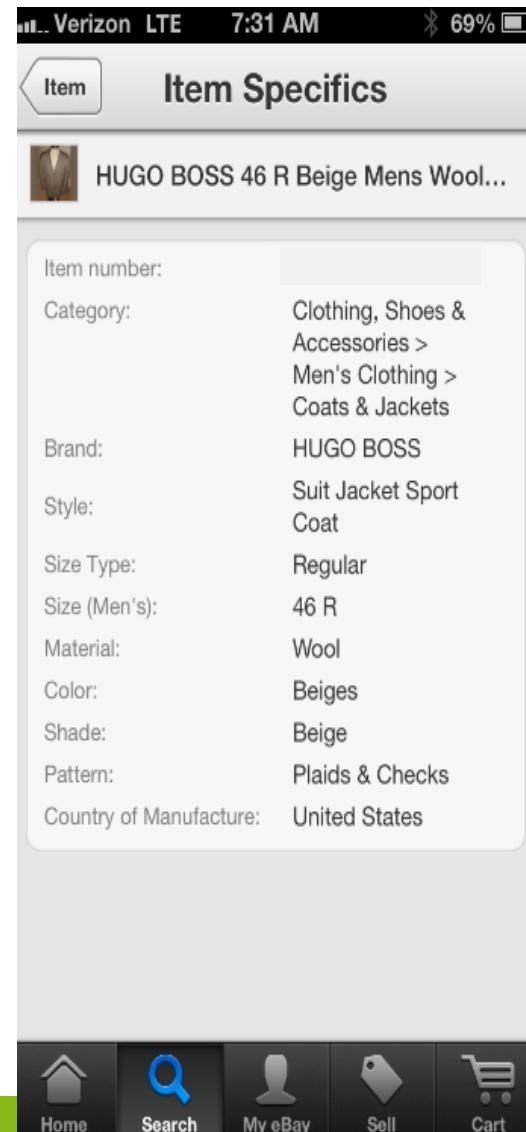 Verizon LTE 7:31 AM 69%
Item
Item Specifics
HUGO BOSS 46 R Beige Mens Wool...
Item number:
Category: Clothing, Shoes &
Accessories >
Men's Clothing >
Coats & Jackets
Brand: HUGO BOSS
Style: Suit Jacket Sport
Coat
Size Type: Regular
Size (Men's): 46 R
Material: Wool
Color: Beiges
Shade: Beige
Pattern: Plaids & Checks
Country of Manufacture: United States
Home Search My eBay Sell Cart